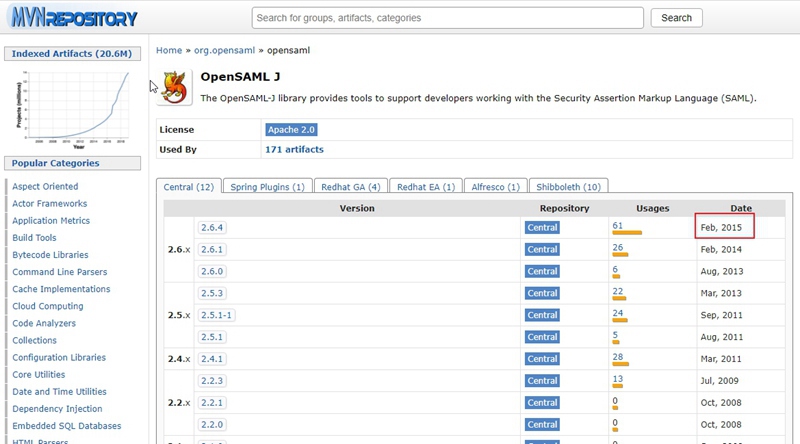 MVNREPOSITORY
Search for groups, artifacts, categories
Search
Indexed Artifacts (20.6M)
Projects (millions)
Year
Popular Categories
Aspect Oriented
Actor Frameworks
Application Metrics
Build Tools
Bytecode Libraries
Command Line Parsers
Cache Implementations
Cloud Computing
Code Analyzers
Collections
Configuration Libraries
Core Utilities
Date and Time Utilities
Dependency Injection
Embedded SQL Databases
HTML Parsers
Home » org.opensaml » opensaml
OpenSAML J
The OpenSAML-J library provides tools to support developers working with the Security Assertion Markup Language (SAML).
License Apache 2.0
Used By 171 artifacts
Central (12) Spring Plugins (1) Redhat GA (4) Redhat EA (1) Alfresco (1) Shibboleth (10)
Version Repository Usages Date
2.6.x
2.6.4 Central 61 Feb, 2015
2.6.1 Central 26 Feb, 2014
2.6.0 Central 6 Aug, 2013
2.5.x
2.5.3 Central 22 Mar, 2013
2.5.1-1 Central 24 Sep, 2011
2.5.1 Central 5 Aug, 2011
2.4.x 2.4.1 Central 28 Mar, 2011
2.2.x
2.2.3 Central 13 Jul, 2009
2.2.1 Central 0 Oct, 2008
2.2.0 Central 0 Oct, 2008